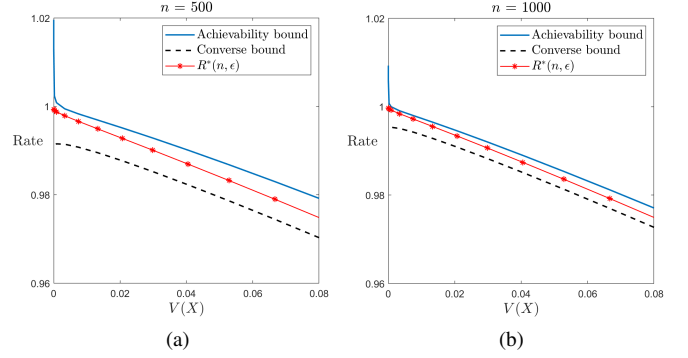 n = 500
1.02
Achievability bound
Converse bound
R*(n, ϵ)
1
Rate
0.98
0.96
0
0.02
0.04
0.06
0.08
V(X)
(a)
n = 1000
1.02
Achievability bound
Converse bound
R*(n, ϵ)
1
Rate
0.98
0.96
0
0.02
0.04
0.06
0.08
V(X)
(b)